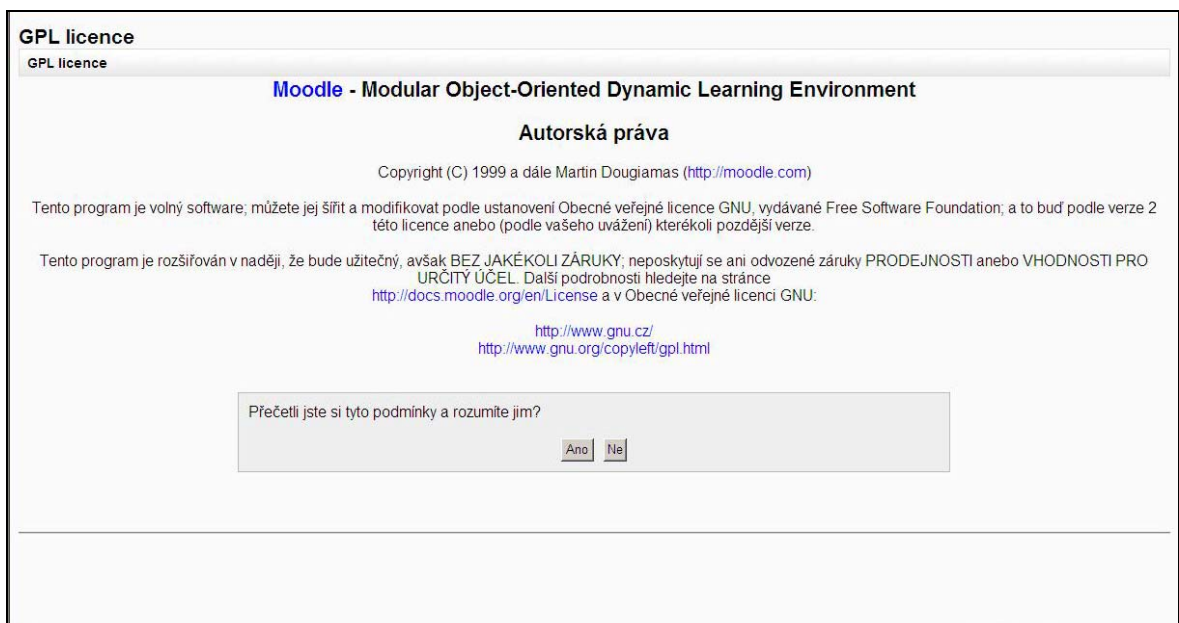 GPL licence
GPL licence
Moodle - Modular Object-Oriented Dynamic Learning Environment
Autorská práva
Copyright (C) 1999 a dále Martin Dougiamas (http://moodle.com)
Tento program je volný software; můžete jej šířit a modifikovat podle ustanovení Obecné veřejné licence GNU, vydávané Free Software Foundation; a to buď podle verze 2
této licence anebo (podle vašeho uvážení) kterékoli pozdější verze.
Tento program je rozšiřován v naději, že bude užitečný, avšak BEZ JAKÉKOLI ZÁRUKY; neposkytují se ani odvozené záruky PRODEJNOSTI anebo VHODNOSTI PRO
URČITÝ ÚČEL. Další podrobnosti hledejte na stránce
http://docs.moodle.org/en/License a v Obecné veřejné licenci GNU:
http://www.gnu.cz/
http://www.gnu.org/copyleft/gpl.html
Přečetli jste si tyto podmínky a rozumíte jim?
Ano Ne